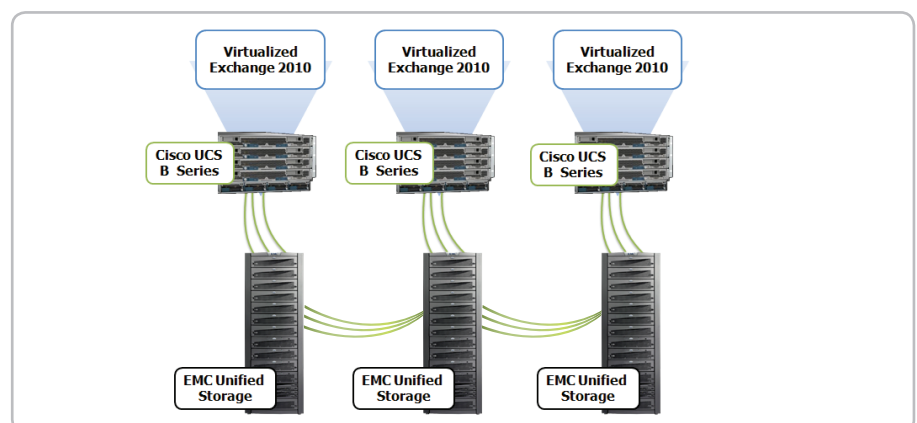 Virtualized
Exchange 2010
Virtualized
Exchange 2010
Virtualized
Exchange 2010
Cisco UCS
B Series
Cisco UCS
B Series
Cisco UCS
B Series
EMC Unified
Storage
EMC Unified
Storage
EMC Unified
Storage